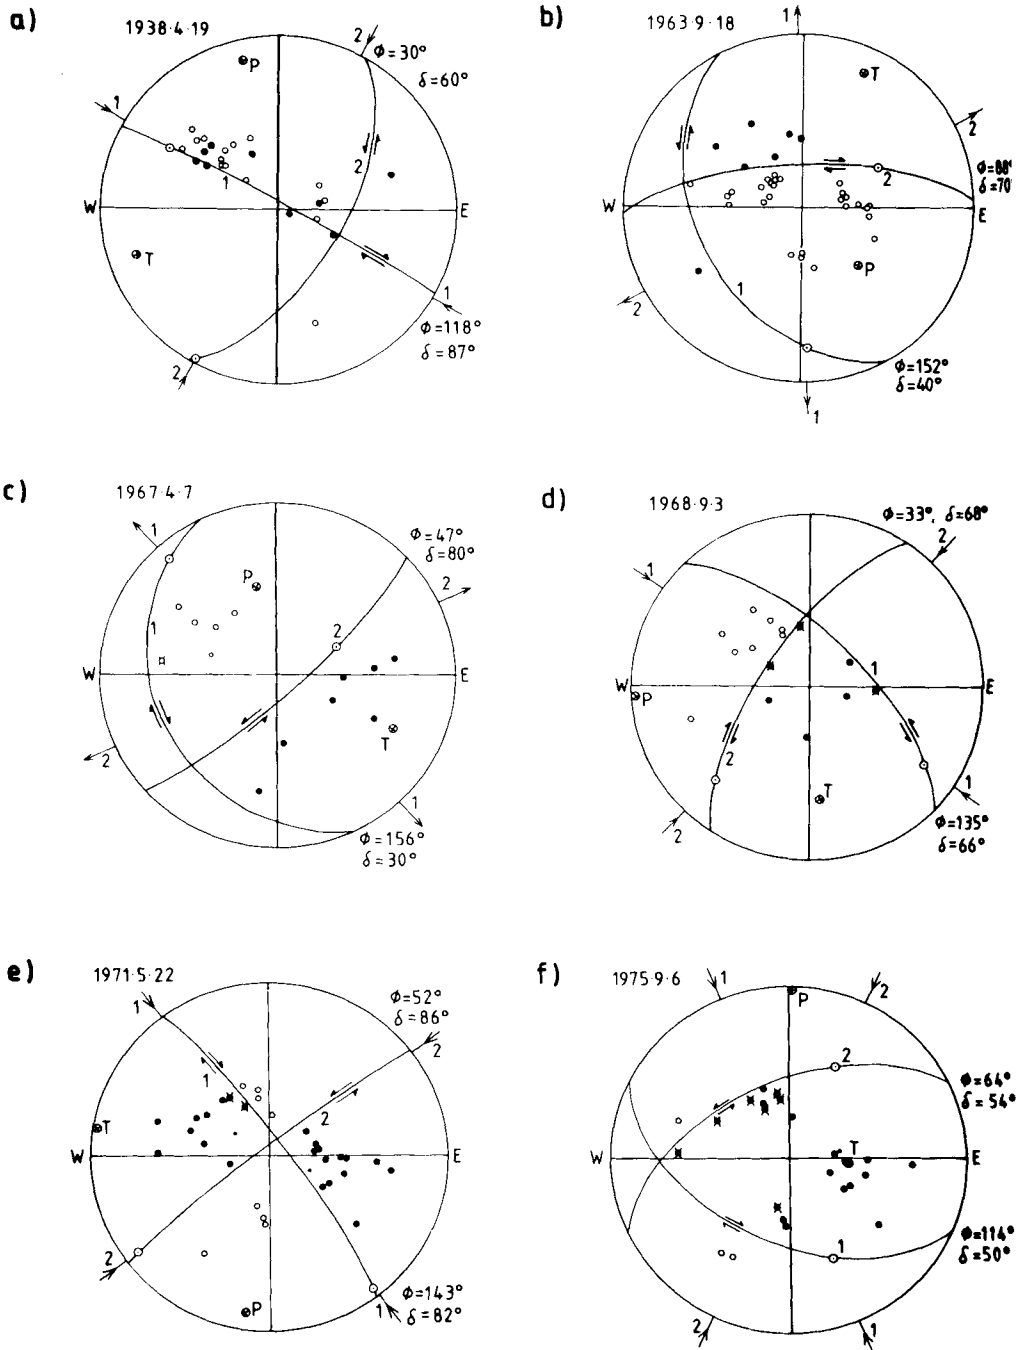 a)
1938·4·19
2
ϕ=30°
δ=60°
P
1
1
2
W
E
T
1
ϕ=118°
δ=87°
2
b)
1
1963·9·18
T
2
ϕ=88°
δ=70°
2
W
E
P
1
2
ϕ=152°
δ=40°
1
c)
1967·4·7
1
ϕ=47°
δ=80°
P
2
1
2
W
E
T
2
1
ϕ=156°
δ=30°
d)
1968·9·3
ϕ=33°, δ=68°
2
1
1
W
E
P
2
T
1
2
ϕ=135°
δ=66°
e)
1971·5·22
1
ϕ=52°
δ=86°
2
1
2
T
W
E
2
P
ϕ=143°
1
δ=82°
f)
1975·9·6
1
2
P
2
ϕ=64°
δ=54°
T
W
E
ϕ=114°
δ=50°
1
2
1